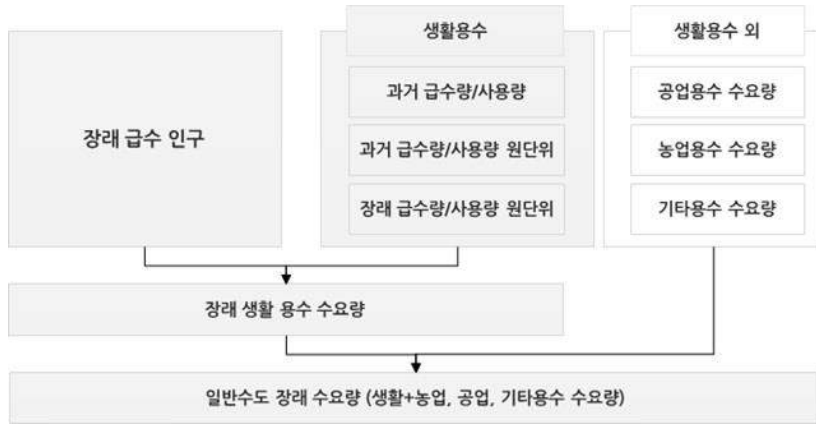 장래 급수 인구
생활용수
과거 급수량/사용량
과거 급수량/사용량 원단위
장래 급수량/사용량 원단위
생활용수 외
공업용수 수요량
농업용수 수요량
기타용수 수요량
장래 생활 용수 수요량
일반수도 장래 수요량 (생활+농업, 공업, 기타용수 수요량)